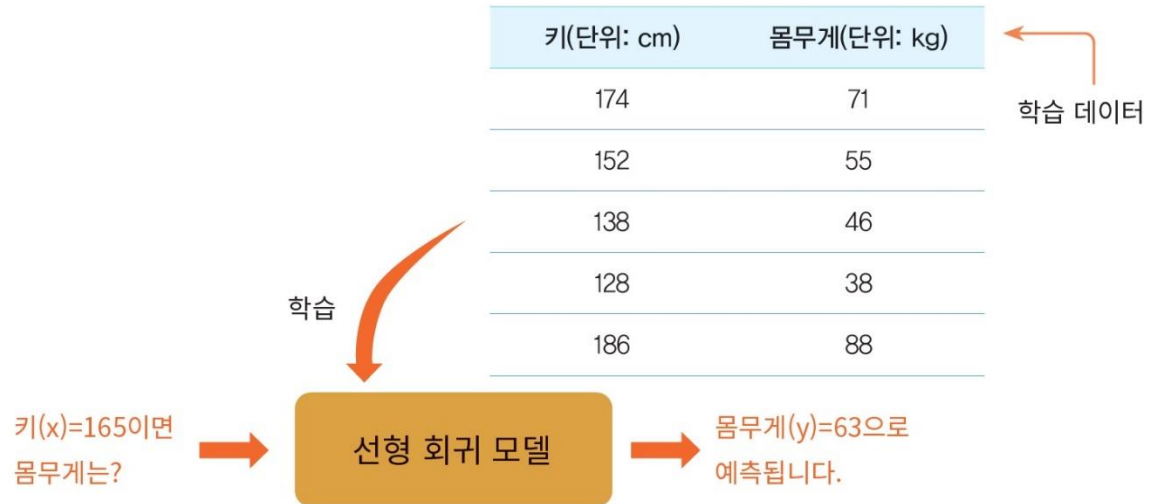 키(단위: cm) 몸무게(단위: kg)
174 71
152 55
138 46
128 38
186 88
학습 데이터
학습
키(x)=165이면
몸무게는?
선형 회귀 모델
몸무게(y)=63으로
예측됩니다.